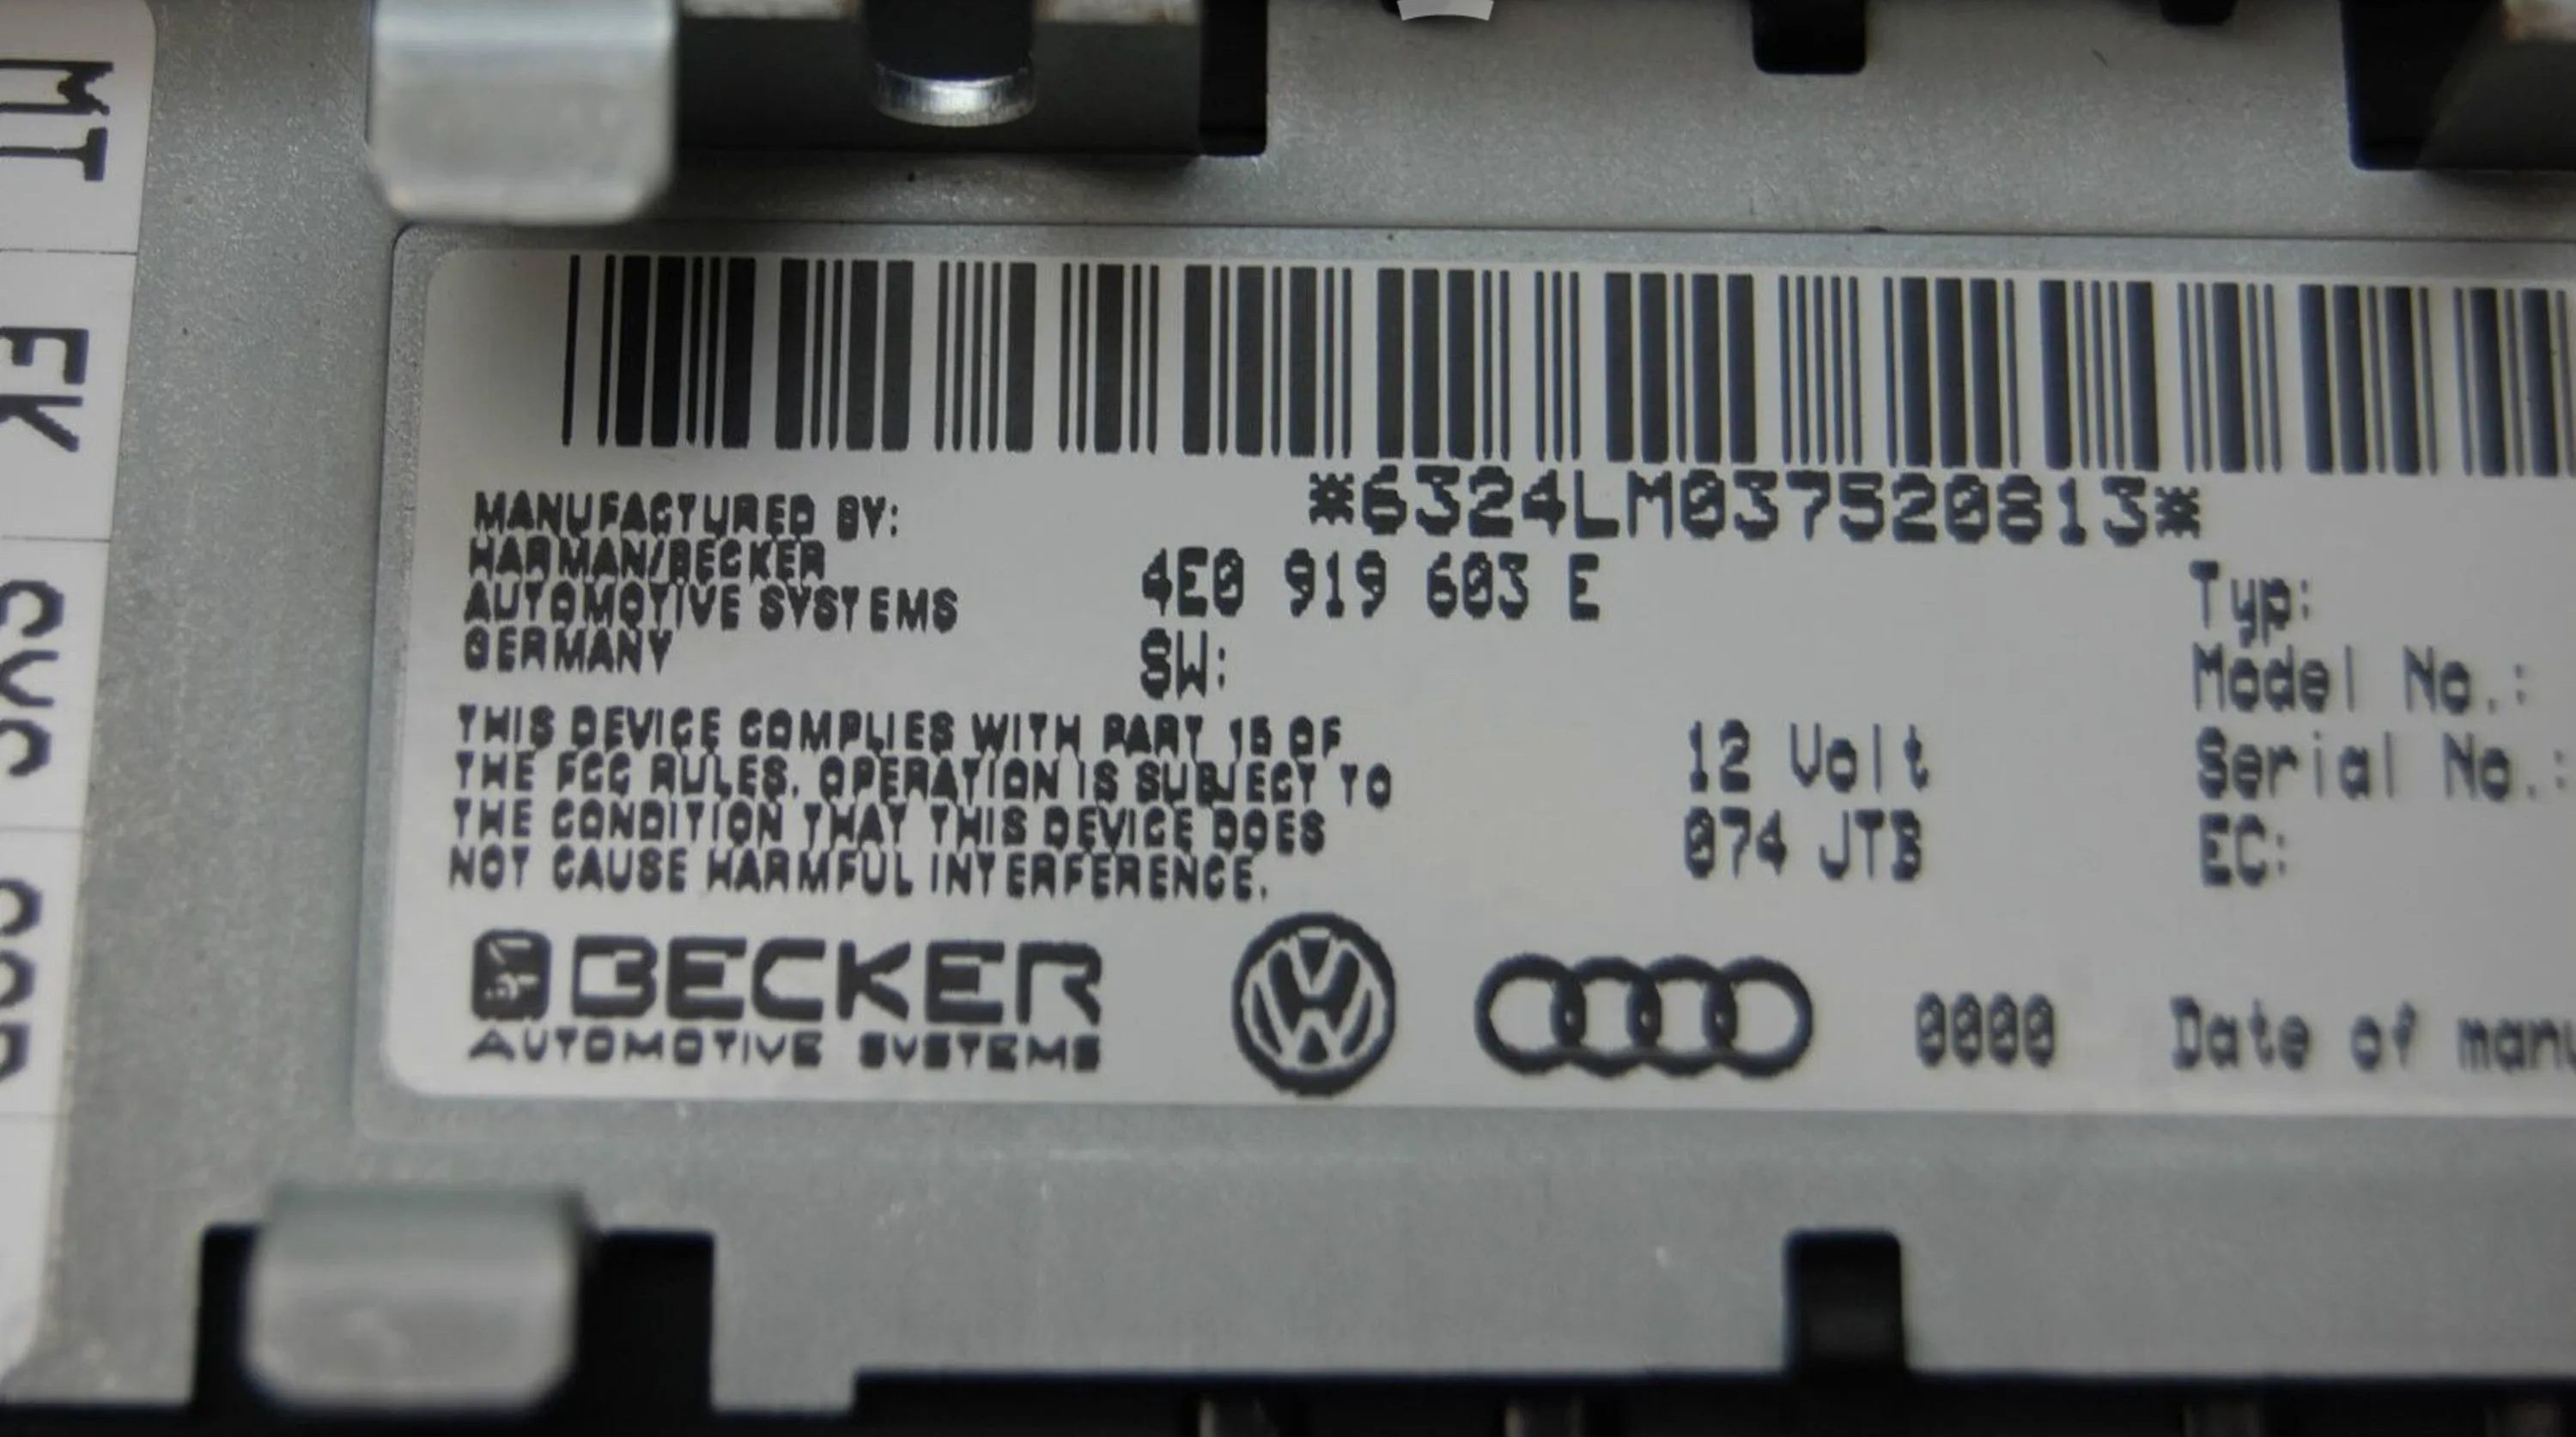 MT
EK
*6324LM037520813*
MANUFACTURED BY:
HARMAN/BECKER
AUTOMOTIVE SYSTEMS
GERMANY
4E0 919 603 E
SW:
THIS DEVICE COMPLIES WITH PART 15 OF
THE FCC RULES. OPERATION IS SUBJECT TO
THE CONDITION THAT THIS DEVICE DOES
NOT CAUSE HARMFUL INTERFERENCE.
12 Volt
074 JTB
Typ:
Model No.:
Serial No.:
EC:
BECKER
AUTOMOTIVE SYSTEMS
0000
Date of